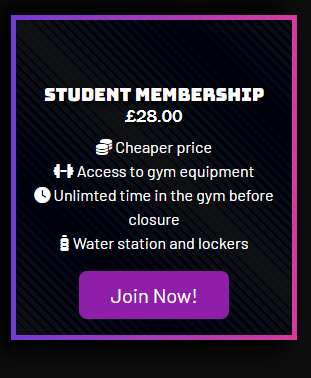 STUDENT MEMBERSHIP
£28.00
Cheaper price
Access to gym equipment
Unlimted time in the gym before
closure
Water station and lockers
Join Now!